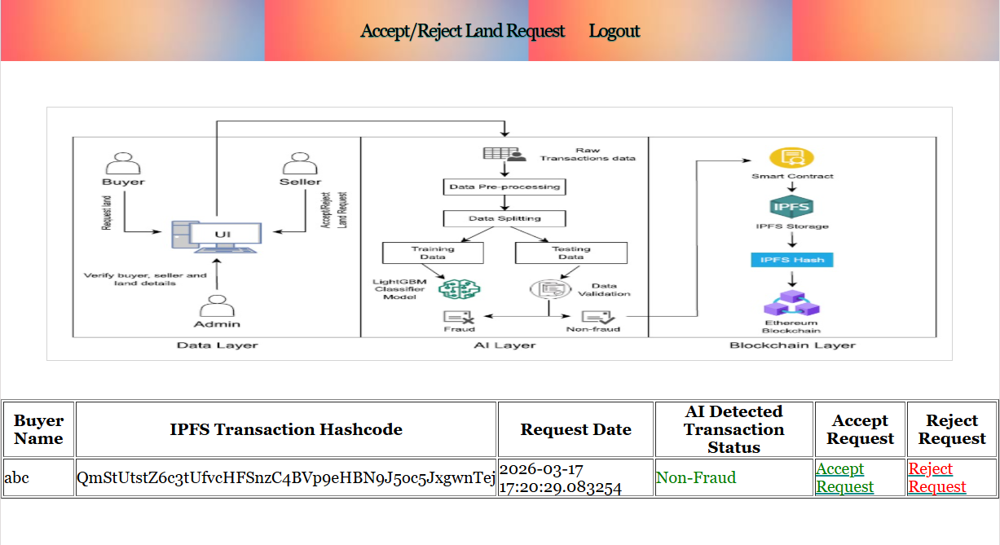 Accept/Reject Land Request Logout
Buyer
Seller
Request land
Accept/Reject
Land Request
UI
Verify buyer, seller and
land details
Admin
Data Layer
Raw
Transactions data
Data Pre-processing
Data Splitting
Training
Data
Testing
Data
LightGBM
Classifier
Model
Data
Validation
Fraud
Non-fraud
AI Layer
Smart Contract
IPFS
IPFS Storage
IPFS Hash
Ethereum
Blockchain
Blockchain Layer
Buyer
Name
IPFS Transaction Hashcode
Request Date
AI Detected
Transaction
Status
Accept
Request
Reject
Request
abc
QmStUtstZ6c3tUfvcHFSnzC4BVp9eHBN9J5oc5JxgwnTej
2026-03-17
17:20:29.083254
Non-Fraud
Accept
Request
Reject
Request